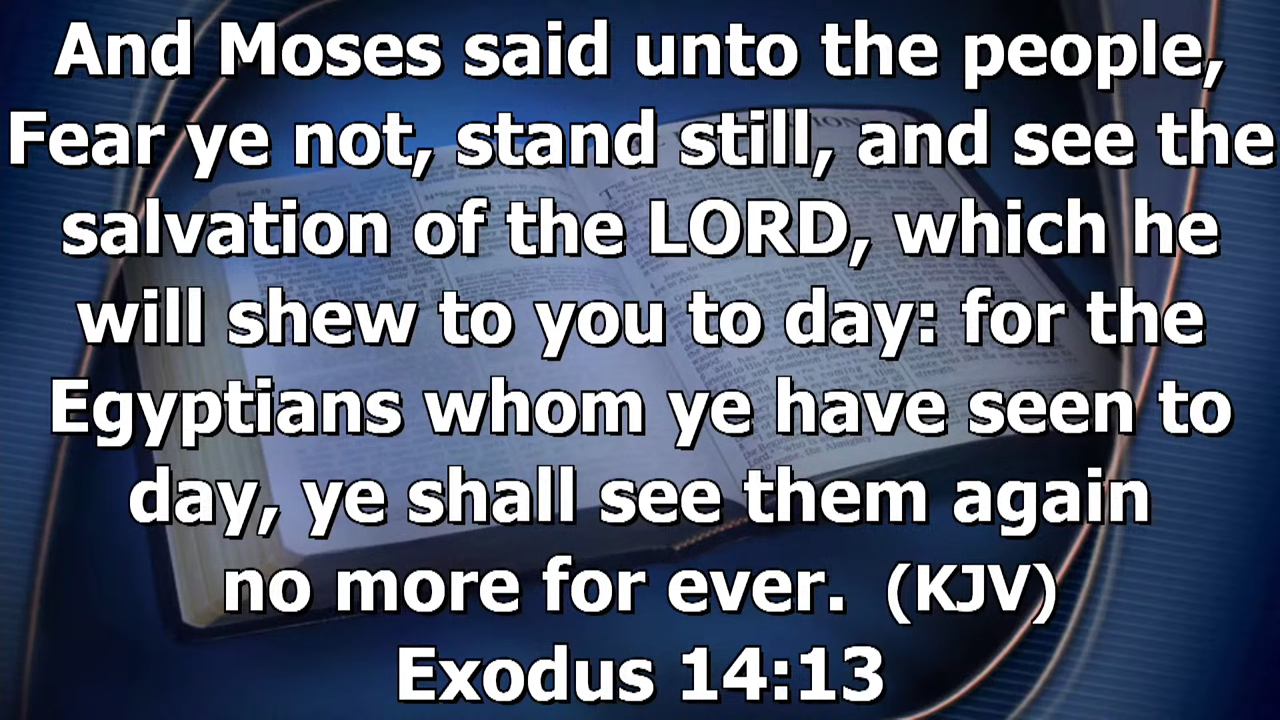 And Moses said unto the people,
Fear ye not, stand still, and see the
salvation of the LORD, which he
will shew to you to day: for the
Egyptians whom ye have seen to
day, ye shall see them again
no more for ever.  (KJV)
Exodus 14:13